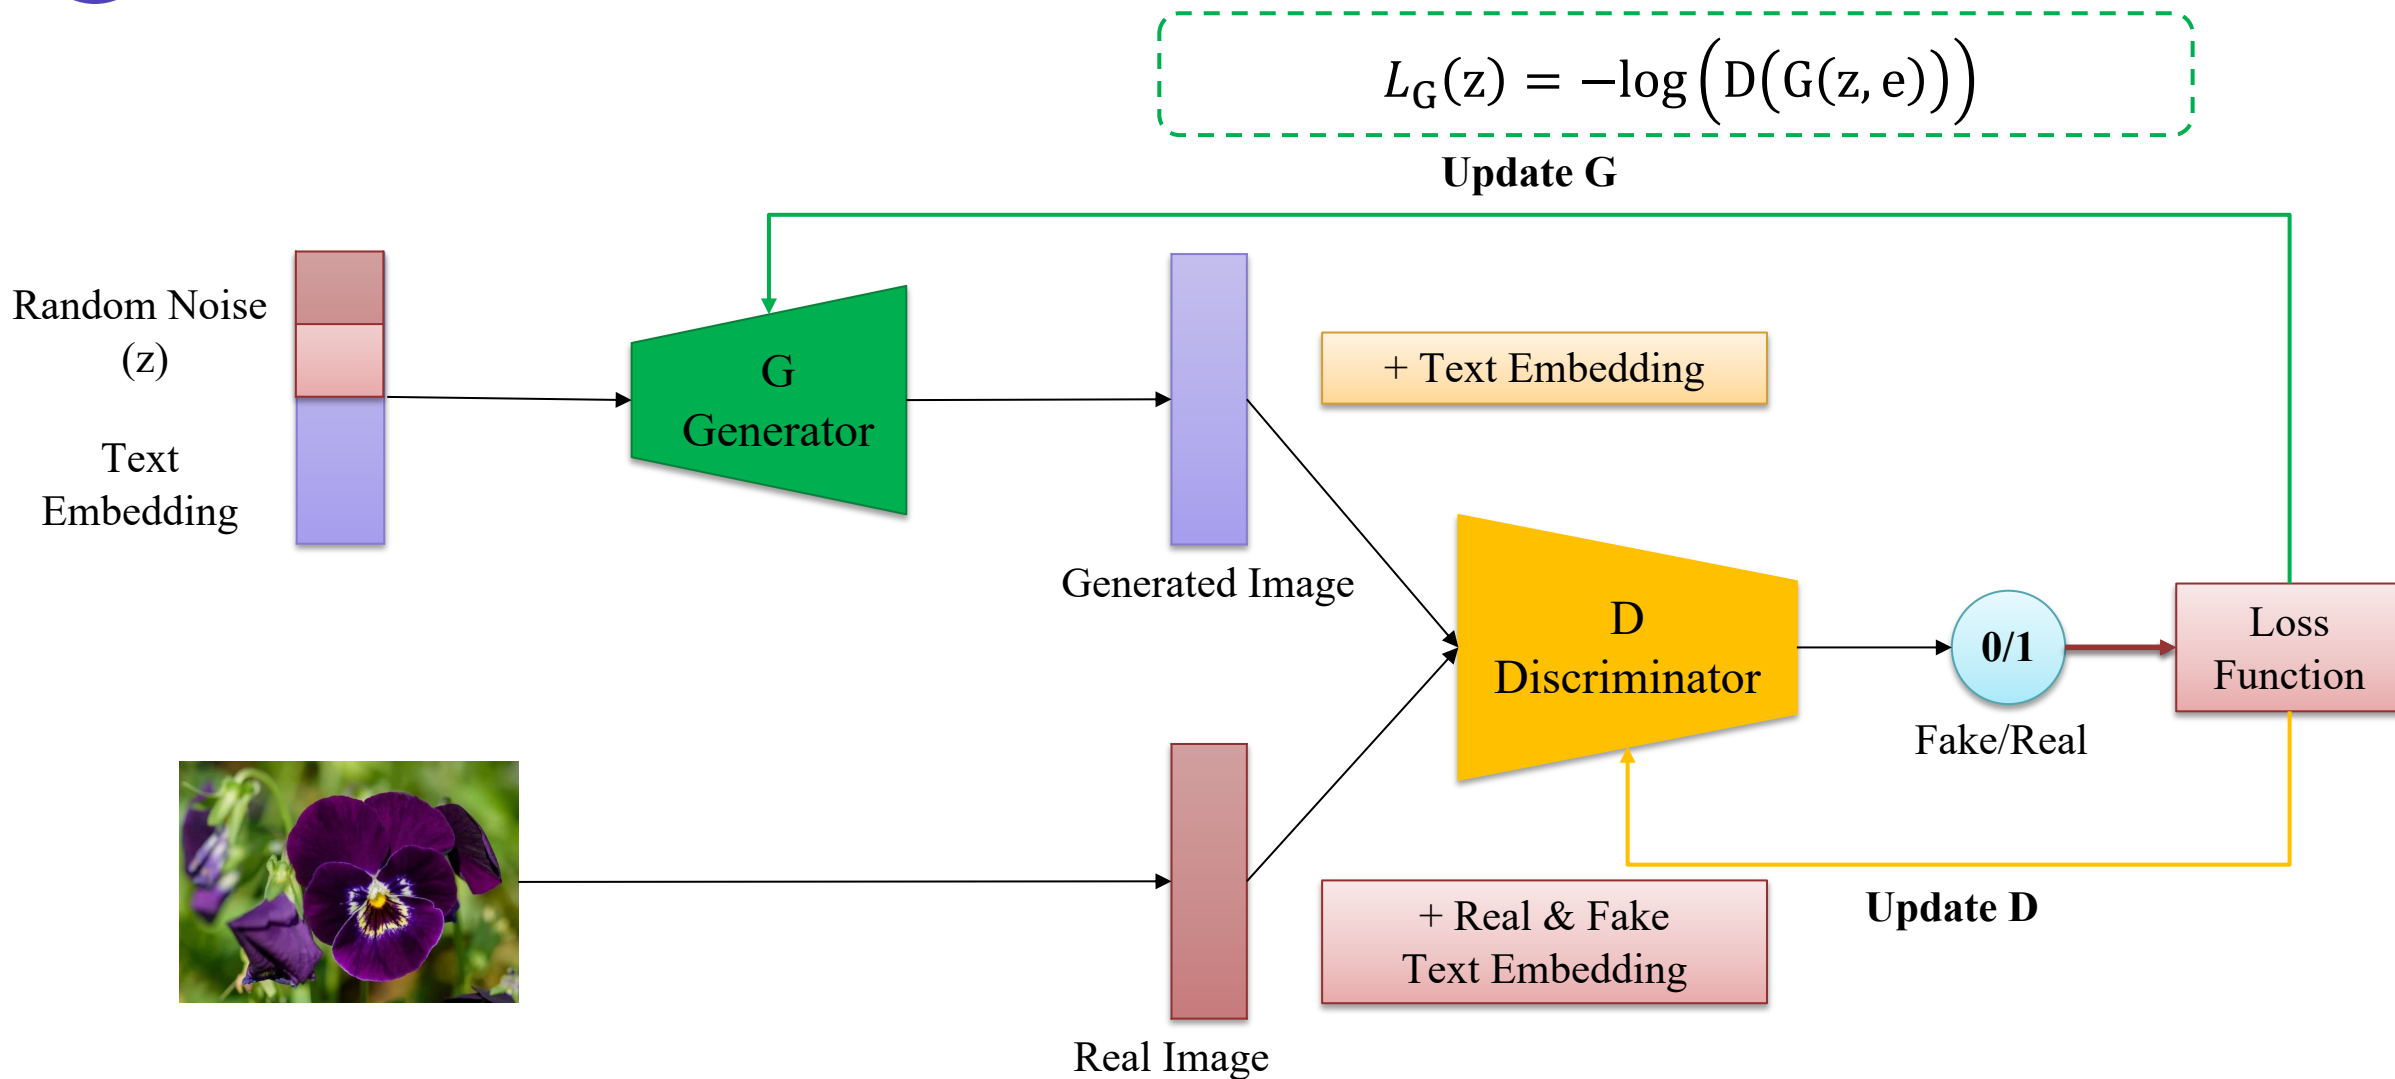 L_G(z) = −log(D(G(z, e)))
Update G
Random Noise
(z)
Text
Embedding
G
Generator
Generated Image
+ Text Embedding
D
Discriminator
0/1
Fake/Real
Loss
Function
Update D
+ Real & Fake
Text Embedding
Real Image